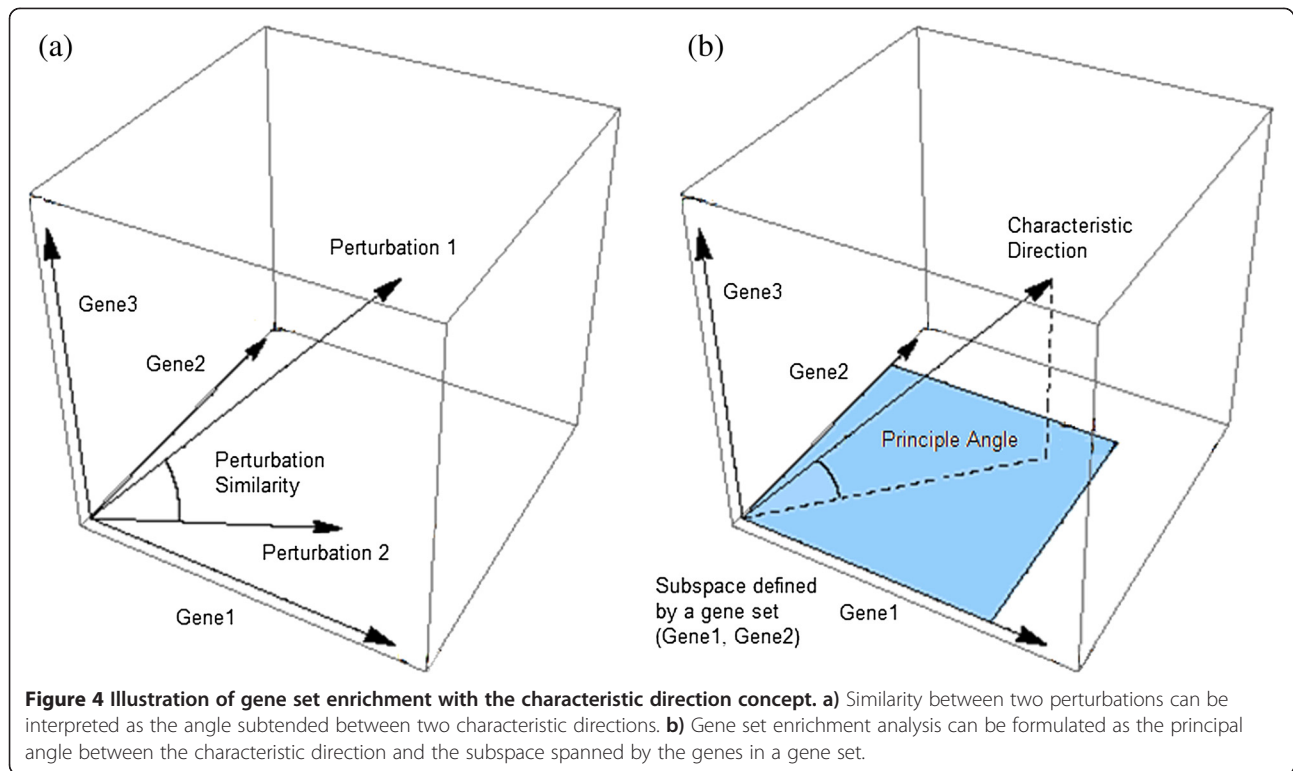 (a)
Perturbation 1
Gene3
Gene2
Perturbation
Similarity
Perturbation 2
Gene1
(b)
Characteristic
Direction
Gene3
Gene2
Principle Angle
Subspace defined
by a gene set
(Gene1, Gene2)
Gene1
Figure 4 Illustration of gene set enrichment with the characteristic direction concept. a) Similarity between two perturbations can be
interpreted as the angle subtended between two characteristic directions. b) Gene set enrichment analysis can be formulated as the principal
angle between the characteristic direction and the subspace spanned by the genes in a gene set.